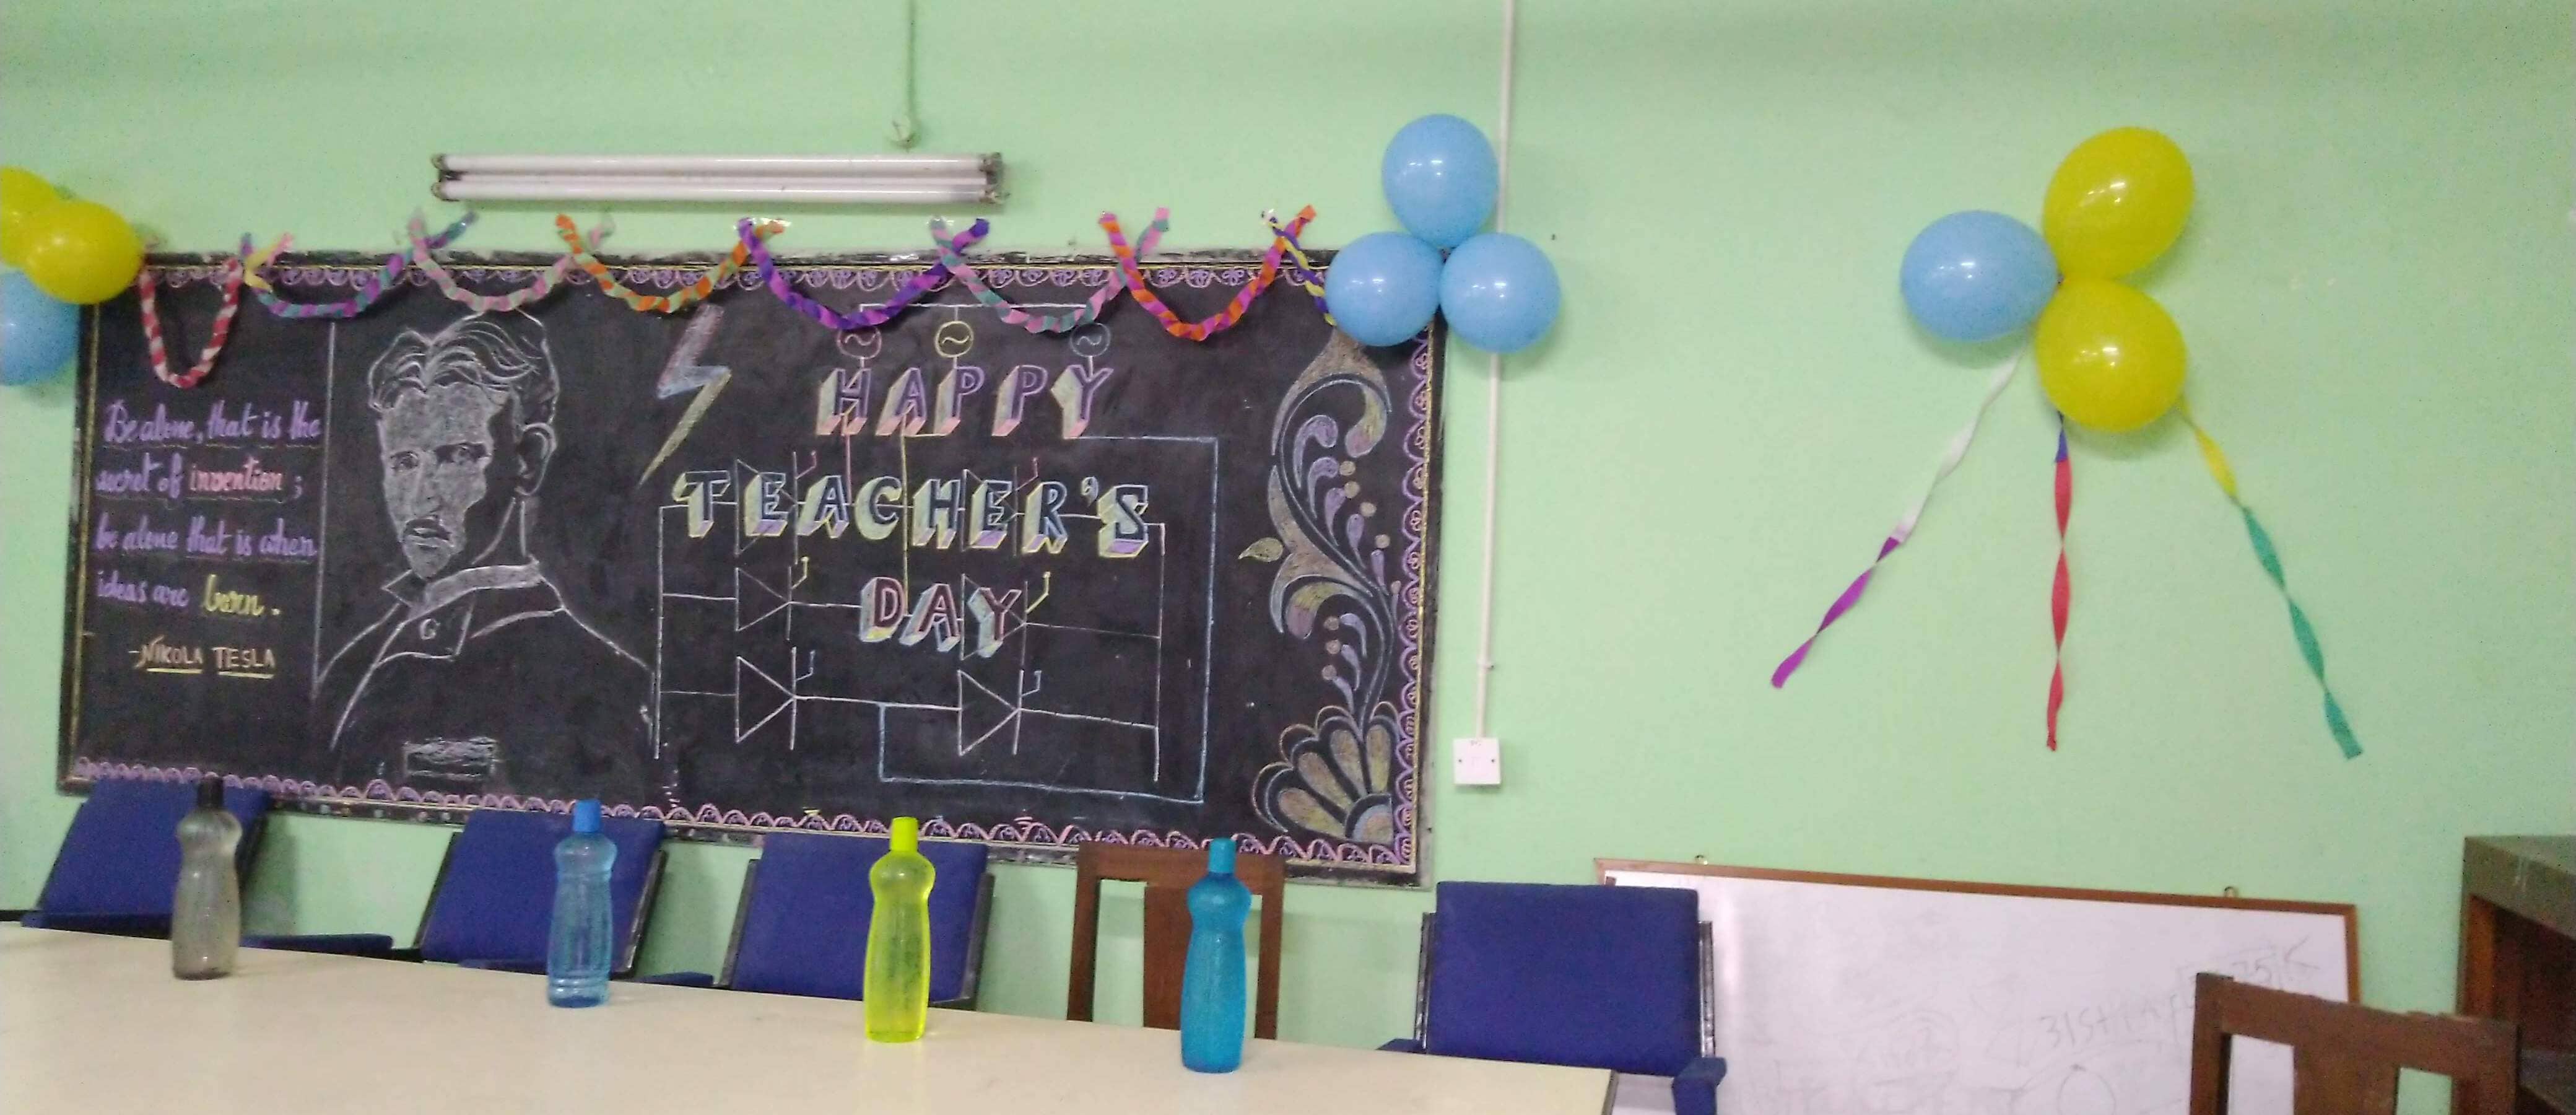 Be alone, that is the
secret of invention;
be alone that is when
ideas are born.
-NIKOLA TESLA
HAPPY
TEACHER'S
DAY